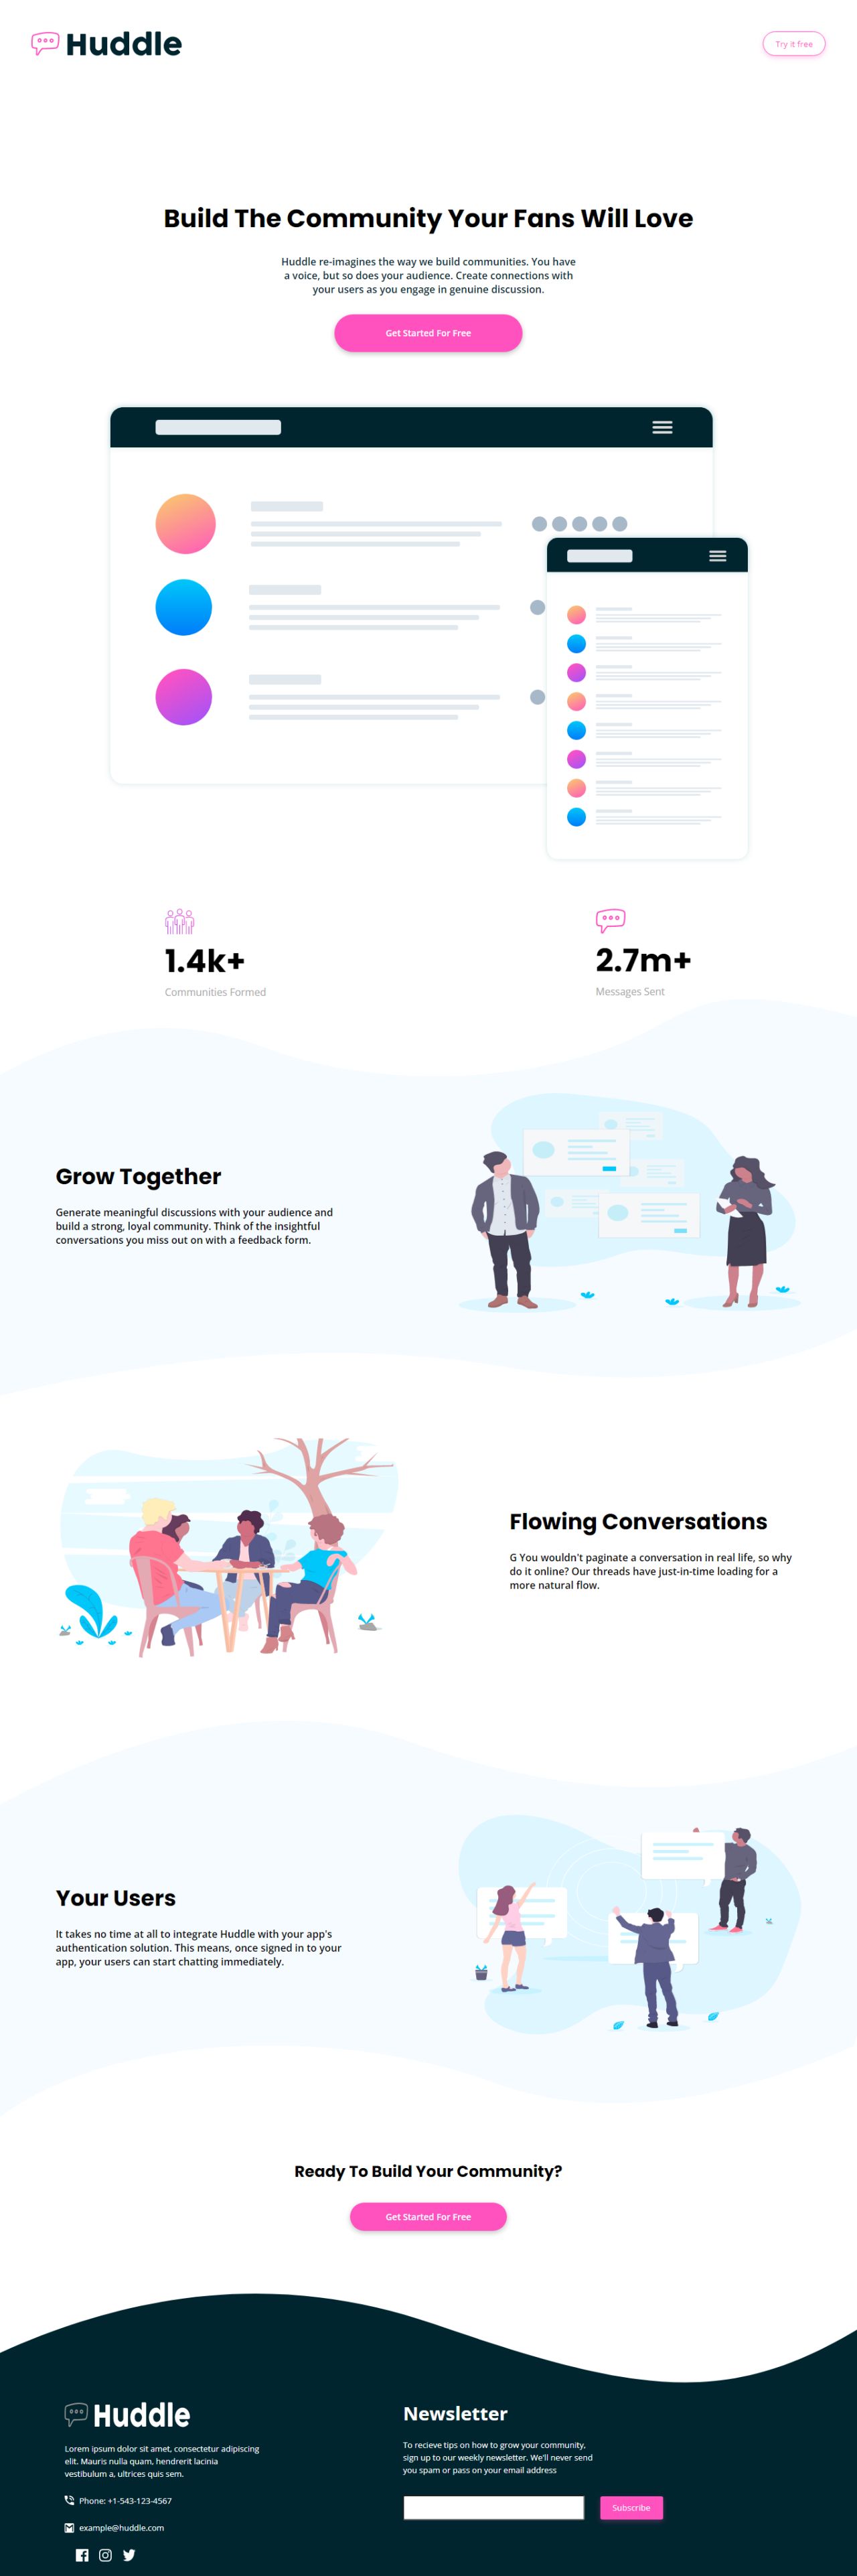 Huddle
Try it free
Build The Community Your Fans Will Love
Huddle re-imagines the way we build communities. You have
a voice, but so does your audience. Create connections with
your users as you engage in genuine discussion.
Get Started For Free
1.4k+
Communities Formed
2.7m+
Messages Sent
Grow Together
Generate meaningful discussions with your audience and
build a strong, loyal community. Think of the insightful
conversations you miss out on with a feedback form.
Flowing Conversations
G You wouldn't paginate a conversation in real life, so why
do it online? Our threads have just-in-time loading for a
more natural flow.
Your Users
It takes no time at all to integrate Huddle with your app's
authentication solution. This means, once signed in to your
app, your users can start chatting immediately.
Ready To Build Your Community?
Get Started For Free
Huddle
Lorem ipsum dolor sit amet, consectetur adipiscing
elit. Mauris nulla quam, hendrerit lacinia
vestibulum a, ultrices quis sem.
Phone: +1-543-123-4567
example@huddle.com
Newsletter
To recieve tips on how to grow your community,
sign up to our weekly newsletter. We'll never send
you spam or pass on your email address
Subscribe